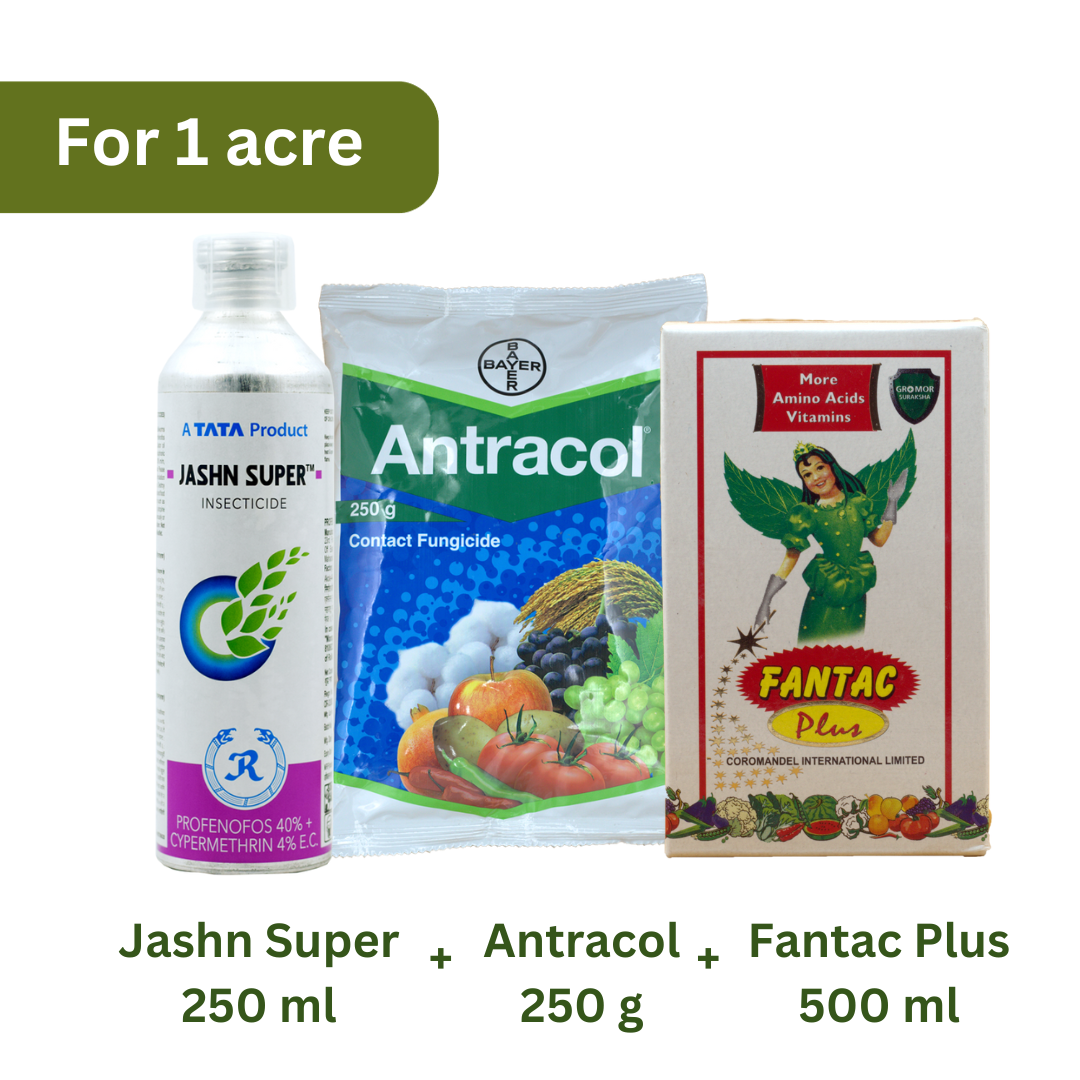 For 1 acre
A TATA Product
JASHN SUPER™
INSECTICIDE
R
PROFENOFOS 40% +
CYPERMETHRIN 4% E.C.
BAYER
BAYER
Antracol®
250 g
Contact Fungicide
More
Amino Acids
Vitamins
GROMOR
SURAKSHA
FANTAC
Plus
COROMANDEL INTERNATIONAL LIMITED
Jashn Super + Antracol + Fantac Plus
250 ml 250 g 500 ml